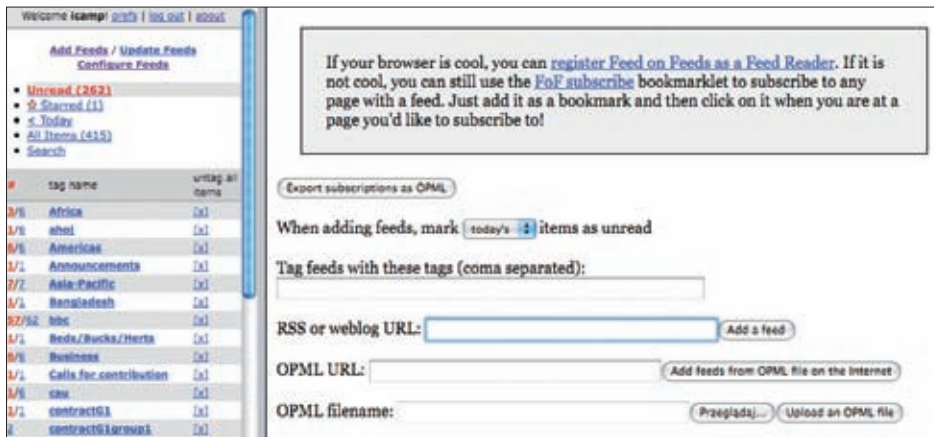 Welcome icamp! prefs | log out | about
Add Feeds / Update Feeds
Configure Feeds
Unread (262)
Starred (1)
< Today
All Items (415)
Search
# tag name untag all items
3/6 Africa [x]
1/6 ahol [x]
6/6 Americas [x]
1/1 Announcements [x]
7/7 Asia-Pacific [x]
1/1 Bangladesh [x]
52/52 bbc [x]
1/1 Beds/Bucks/Herts [x]
6/6 Business [x]
1/1 Calls for contribution [x]
1/6 cau [x]
1/1 contractG1 [x]
2 contractG1group1 [x]
If your browser is cool, you can register Feed on Feeds as a Feed Reader. If it is
not cool, you can still use the FoF subscribe bookmarklet to subscribe to any
page with a feed. Just add it as a bookmark and then click on it when you are at a
page you'd like to subscribe to!
Export subscriptions as OPML
When adding feeds, mark today's items as unread
Tag feeds with these tags (coma separated):
RSS or weblog URL: Add a feed
OPML URL: Add feeds from OPML file on the Internet
OPML filename: Przeglądaj... Upload an OPML file